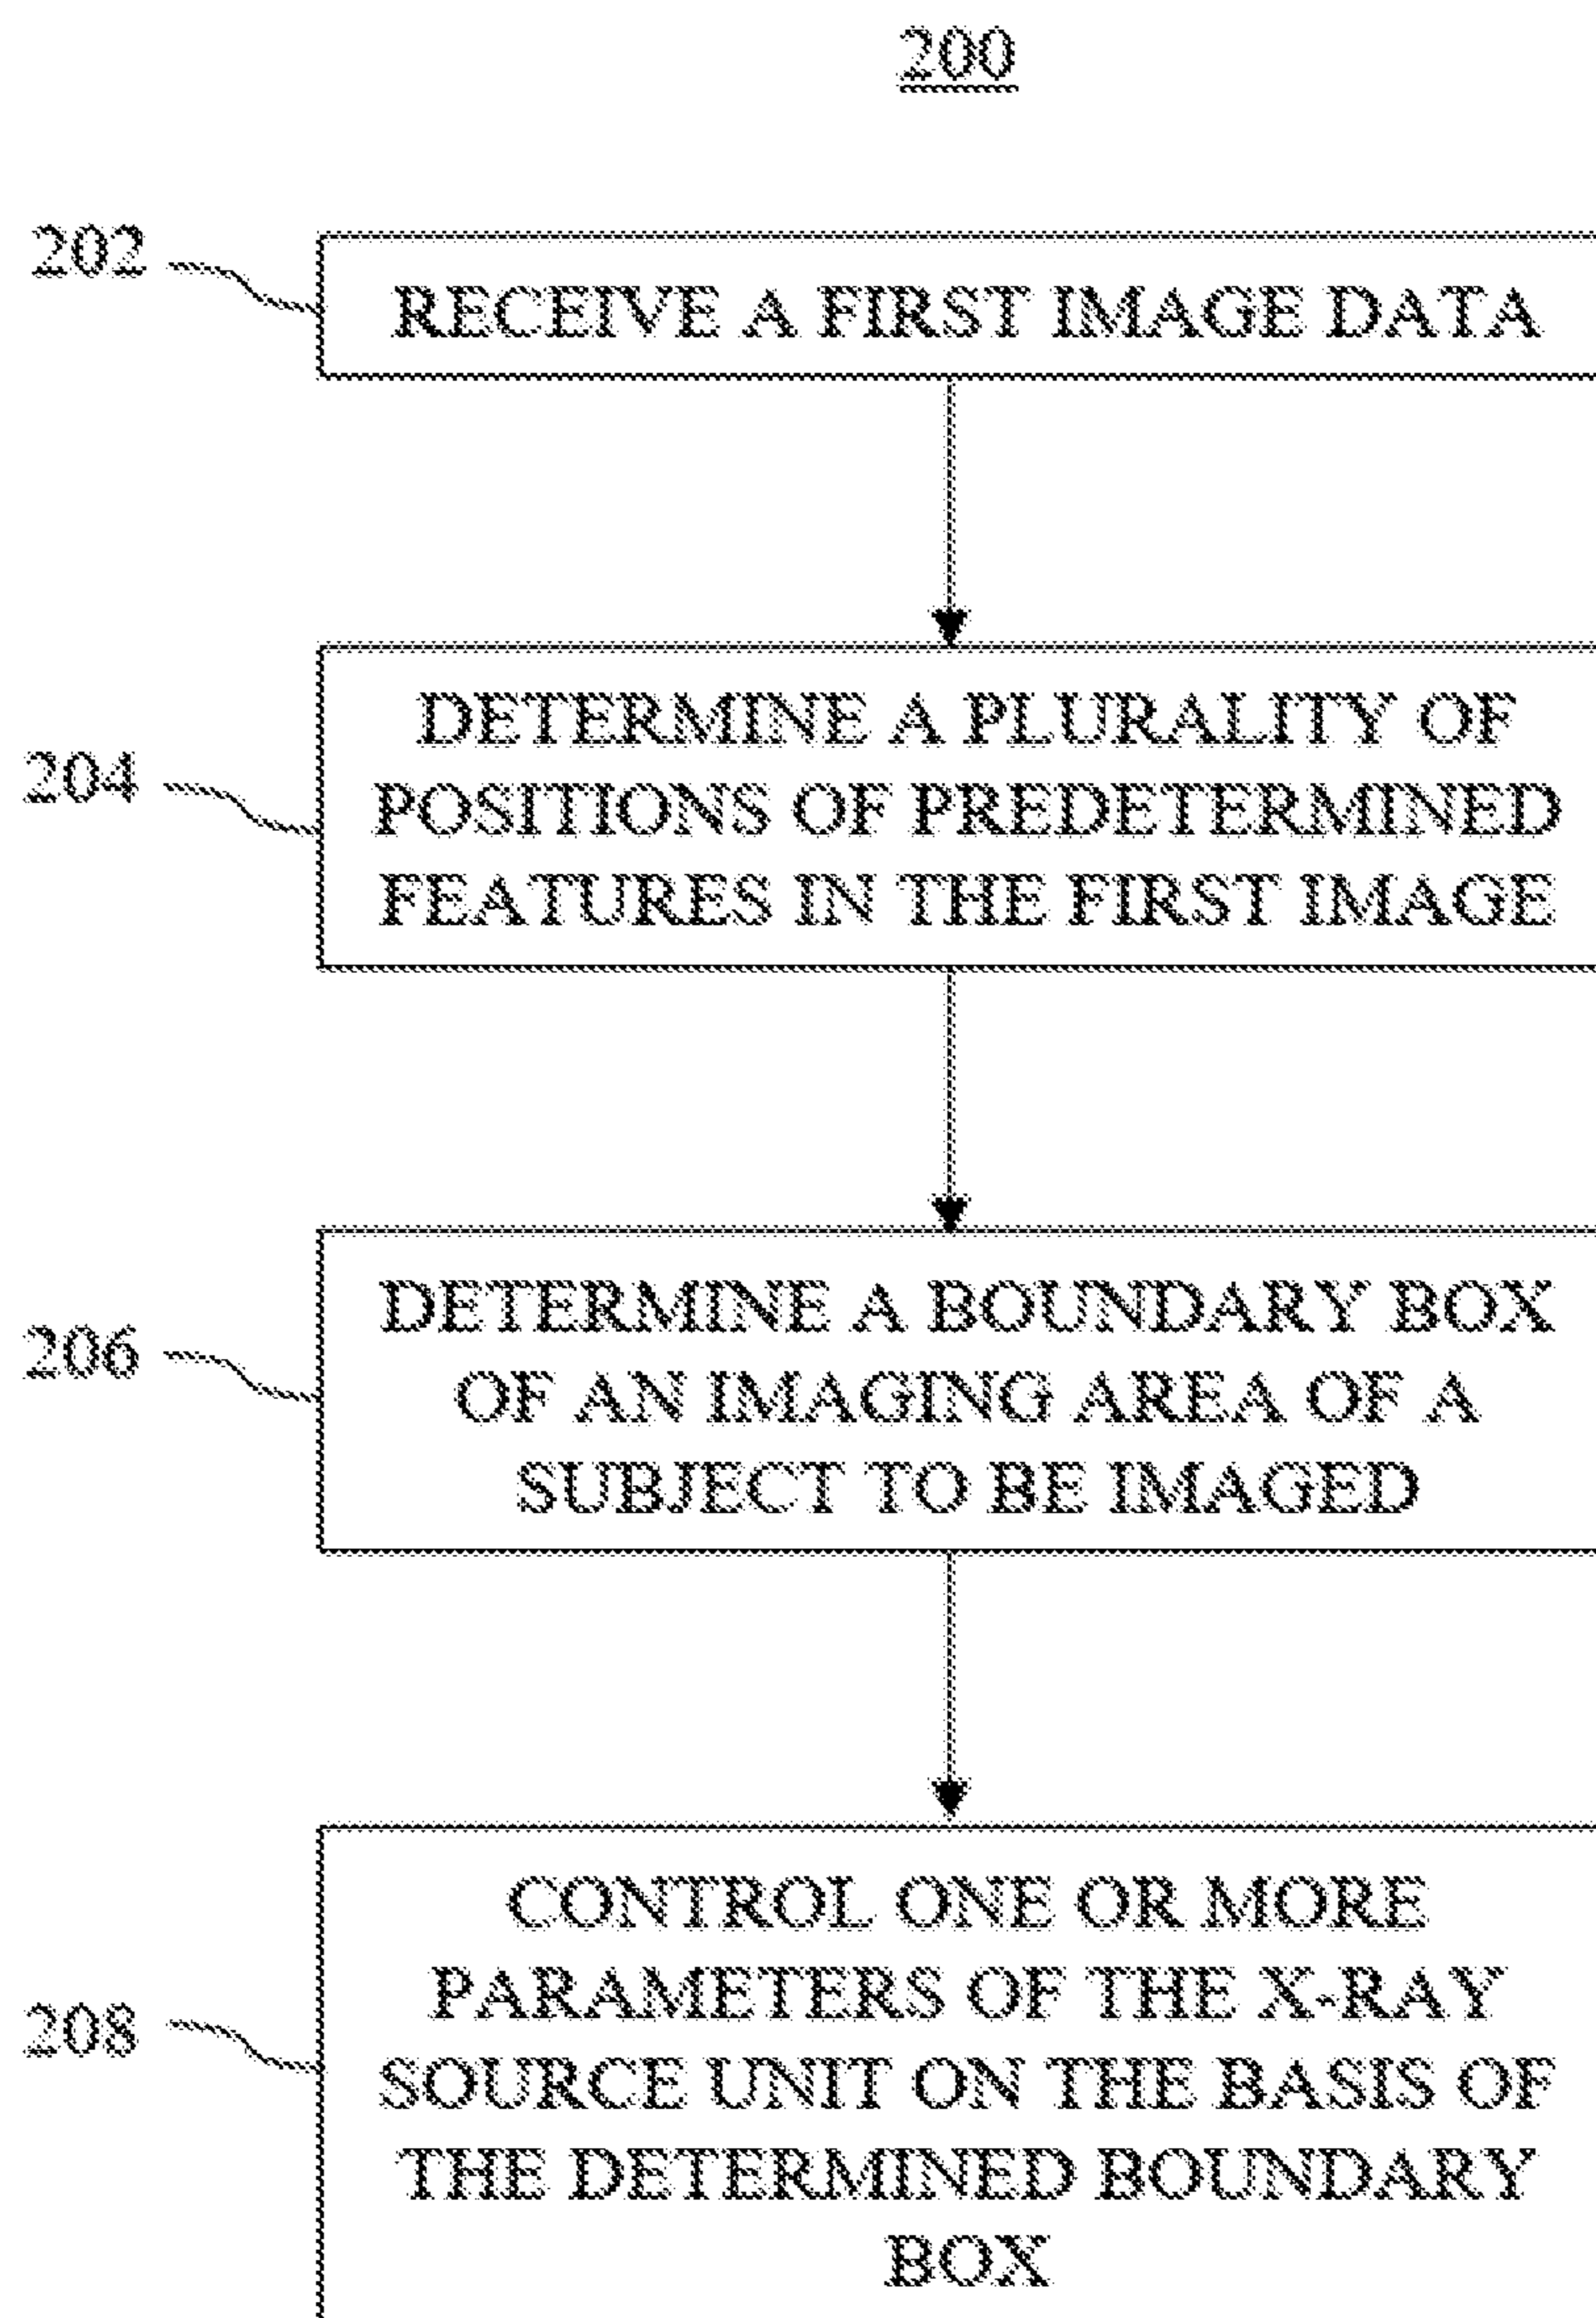 200
202
RECEIVE A FIRST IMAGE DATA
204
DETERMINE A PLURALITY OF
POSITIONS OF PREDETERMINED
FEATURES IN THE FIRST IMAGE
206
DETERMINE A BOUNDARY BOX
OF AN IMAGING AREA OF A
SUBJECT TO BE IMAGED
208
CONTROL ONE OR MORE
PARAMETERS OF THE X-RAY
SOURCE UNIT ON THE BASIS OF
THE DETERMINED BOUNDARY
BOX